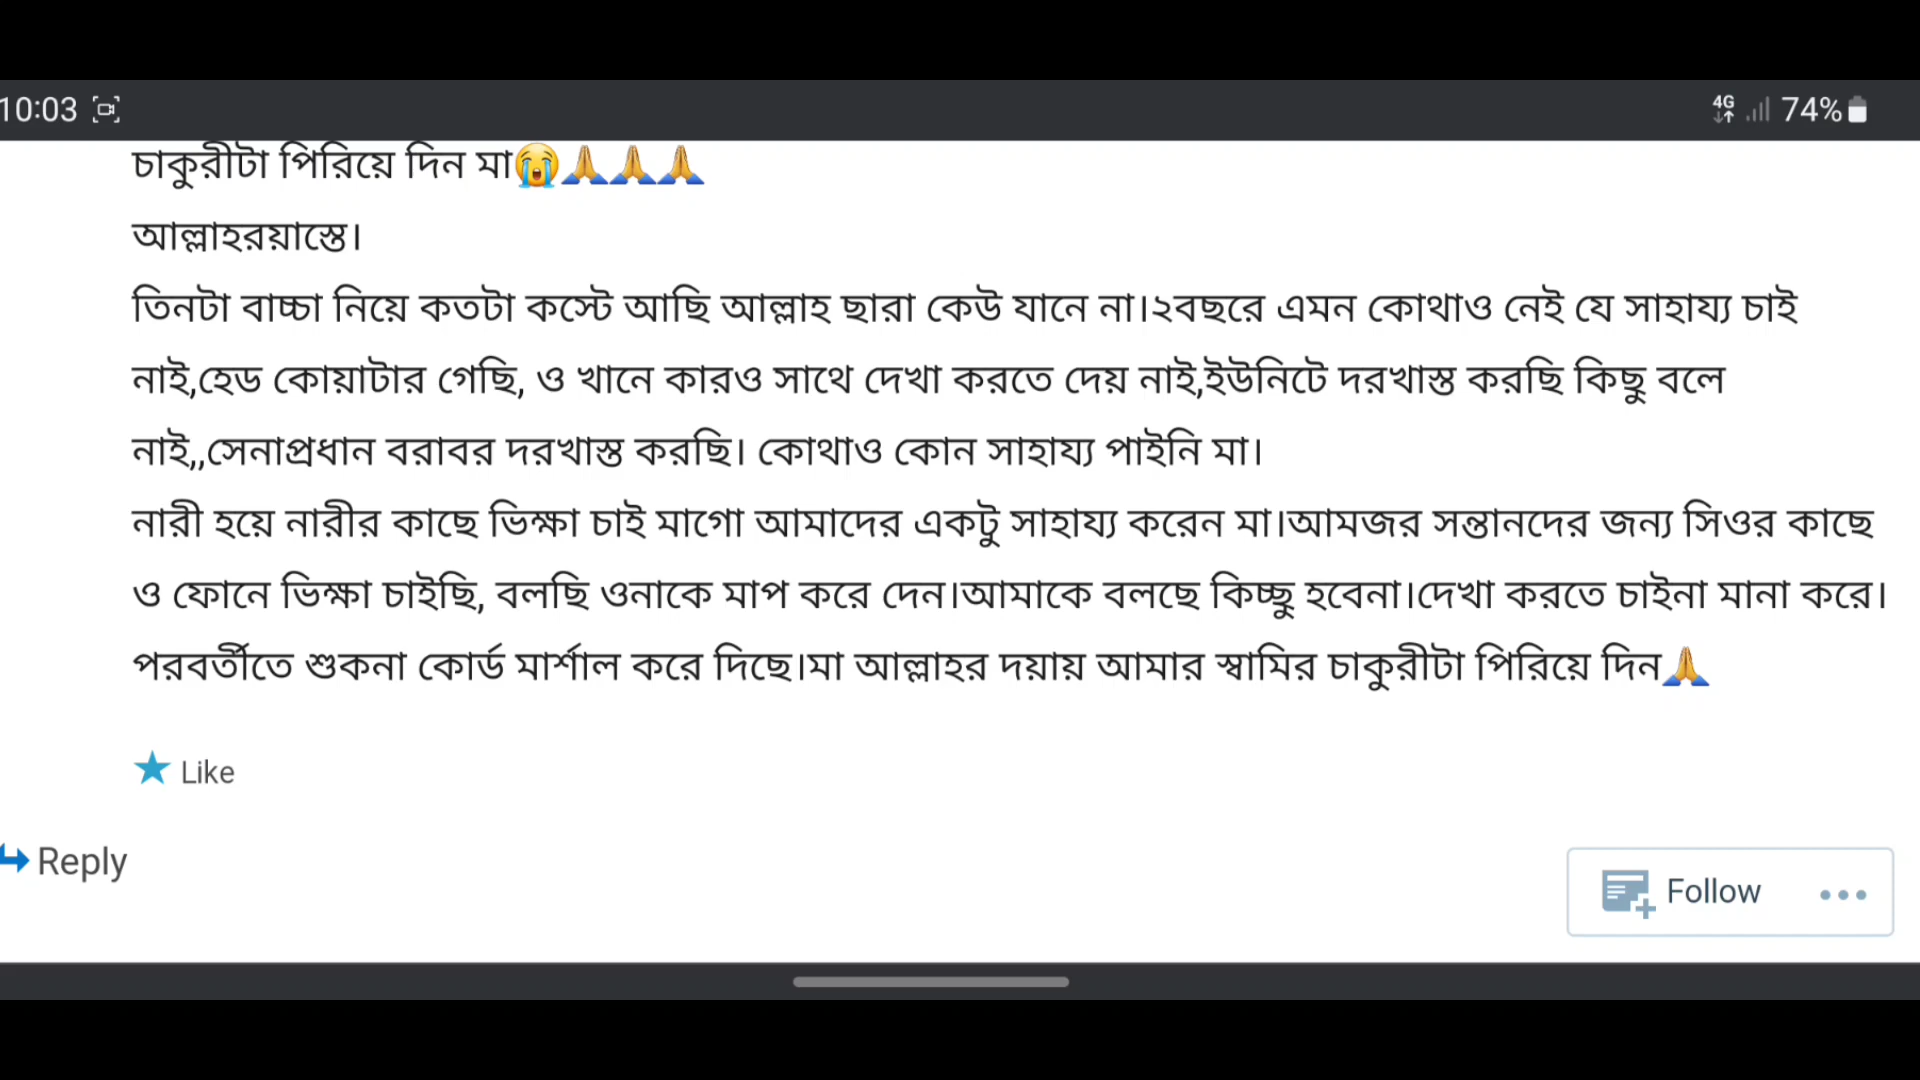 10:03 4G 74%
চাকুরীটা পিরিয়ে দিন মা😭🙏🙏🙏
আল্লাহরয়াস্তে।
তিনটা বাচ্চা নিয়ে কতটা কস্টে আছি আল্লাহ ছারা কেউ যানে না।২বছরে এমন কোথাও নেই যে সাহায্য চাই
নাই,হেড কোয়াটার গেছি, ও খানে কারও সাথে দেখা করতে দেয় নাই,ইউনিটে দরখাস্ত করছি কিছু বলে
নাই,,সেনাপ্রধান বরাবর দরখাস্ত করছি। কোথাও কোন সাহায্য পাইনি মা।
নারী হয়ে নারীর কাছে ভিক্ষা চাই মাগো আমাদের একটু সাহায্য করেন মা।আমজর সন্তানদের জন্য সিওর কাছে
ও ফোনে ভিক্ষা চাইছি, বলছি ওনাকে মাপ করে দেন।আমাকে বলছে কিচ্ছু হবেনা।দেখা করতে চাইনা মানা করে।
পরবর্তীতে শুকনা কোর্ড মার্শাল করে দিছে।মা আল্লাহর দয়ায় আমার স্বামির চাকুরীটা পিরিয়ে দিন🙏
Like
Reply
Follow